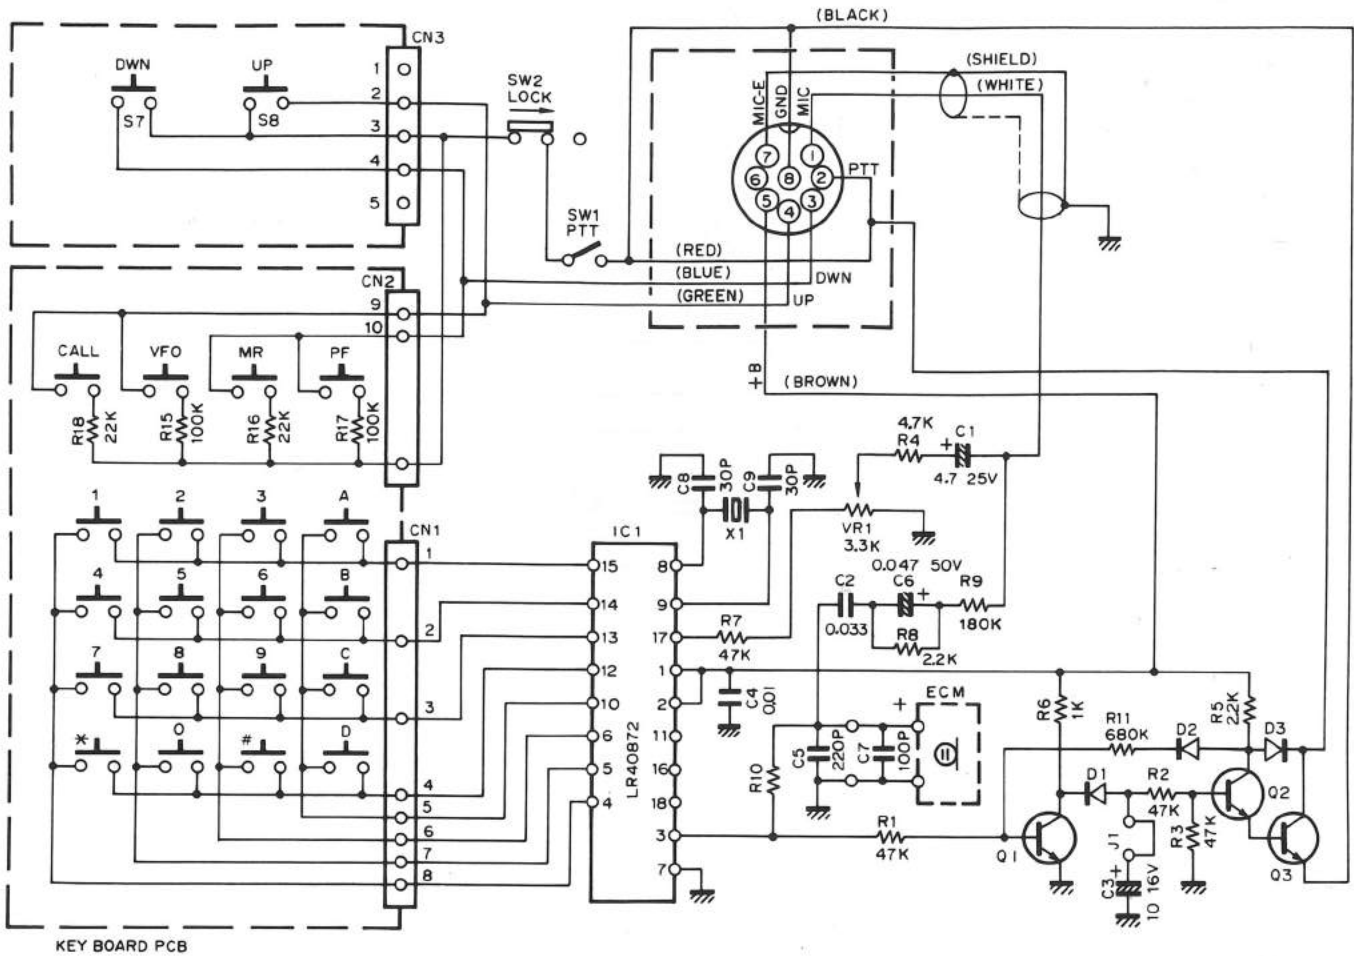 (BLACK)
CN3
DWN
UP
S7
S8
1
2
3
4
5
SW2
LOCK
SW1
PTT
(SHIELD)
(WHITE)
MIC-E
GND
MIC
7
1
6
8
2
5
4
3
PTT
(RED)
(BLUE)
(GREEN)
DWN
UP
+B
(BROWN)
CN2
9
10
CALL
VFO
MR
PF
R18
22K
R15
100K
R16
22K
R17
100K
CN1
1
2
3
A
4
5
6
B
7
8
9
C
*
0
#
D
1
2
3
4
5
6
7
8
KEY BOARD PCB
IC1
LR40872
15
14
13
12
10
6
5
4
8
9
17
1
2
11
16
18
3
7
C8
30P
C9
30P
X1
4.7K
R4
+
C1
4.7 25V
VR1
3.3K
R7
47K
0.047 50V
C2
C6
+
R9
0.033
180K
R8
2.2K
C4
0.01
ECM
+
R10
C5
220P
C7
100P
R1
47K
R6
1K
R11
680K
D2
R5
2.2K
D3
D1
R2
47K
R3
47K
J1
C3
+
10 16V
Q1
Q2
Q3